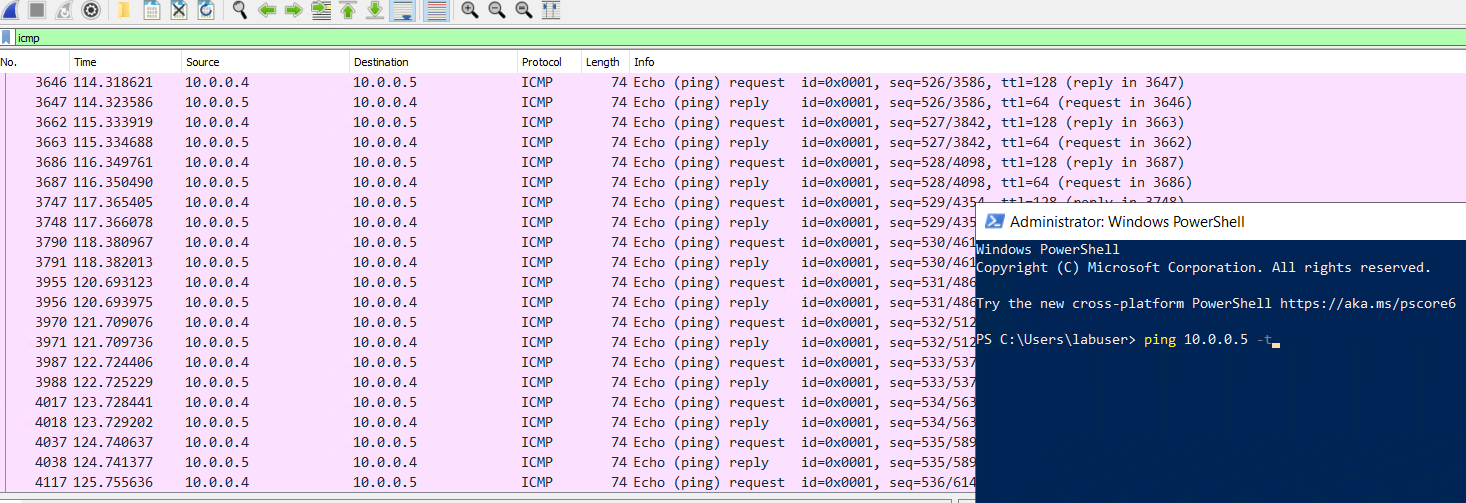 icmp
No. Time Source Destination Protocol Length Info
3646 114.318621 10.0.0.4 10.0.0.5 ICMP 74 Echo (ping) request id=0x0001, seq=526/3586, ttl=128 (reply in 3647)
3647 114.323586 10.0.0.5 10.0.0.4 ICMP 74 Echo (ping) reply id=0x0001, seq=526/3586, ttl=64 (request in 3646)
3662 115.333919 10.0.0.4 10.0.0.5 ICMP 74 Echo (ping) request id=0x0001, seq=527/3842, ttl=128 (reply in 3663)
3663 115.334688 10.0.0.5 10.0.0.4 ICMP 74 Echo (ping) reply id=0x0001, seq=527/3842, ttl=64 (request in 3662)
3686 116.349761 10.0.0.4 10.0.0.5 ICMP 74 Echo (ping) request id=0x0001, seq=528/4098, ttl=128 (reply in 3687)
3687 116.350490 10.0.0.5 10.0.0.4 ICMP 74 Echo (ping) reply id=0x0001, seq=528/4098, ttl=64 (request in 3686)
3747 117.365405 10.0.0.4 10.0.0.5 ICMP 74 Echo (ping) request id=0x0001, seq=529/4354, ttl=128 (reply in 3748)
3748 117.366078 10.0.0.5 10.0.0.4 ICMP 74 Echo (ping) reply id=0x0001, seq=529/435
3790 118.380967 10.0.0.4 10.0.0.5 ICMP 74 Echo (ping) request id=0x0001, seq=530/461
3791 118.382013 10.0.0.5 10.0.0.4 ICMP 74 Echo (ping) reply id=0x0001, seq=530/461
3955 120.693123 10.0.0.4 10.0.0.5 ICMP 74 Echo (ping) request id=0x0001, seq=531/486
3956 120.693975 10.0.0.5 10.0.0.4 ICMP 74 Echo (ping) reply id=0x0001, seq=531/486
3970 121.709076 10.0.0.4 10.0.0.5 ICMP 74 Echo (ping) request id=0x0001, seq=532/512
3971 121.709736 10.0.0.5 10.0.0.4 ICMP 74 Echo (ping) reply id=0x0001, seq=532/512
3987 122.724406 10.0.0.4 10.0.0.5 ICMP 74 Echo (ping) request id=0x0001, seq=533/537
3988 122.725229 10.0.0.5 10.0.0.4 ICMP 74 Echo (ping) reply id=0x0001, seq=533/537
4017 123.728441 10.0.0.4 10.0.0.5 ICMP 74 Echo (ping) request id=0x0001, seq=534/563
4018 123.729202 10.0.0.5 10.0.0.4 ICMP 74 Echo (ping) reply id=0x0001, seq=534/563
4037 124.740637 10.0.0.4 10.0.0.5 ICMP 74 Echo (ping) request id=0x0001, seq=535/589
4038 124.741377 10.0.0.5 10.0.0.4 ICMP 74 Echo (ping) reply id=0x0001, seq=535/589
4117 125.755636 10.0.0.4 10.0.0.5 ICMP 74 Echo (ping) request id=0x0001, seq=536/614
Administrator: Windows PowerShell
Windows PowerShell
Copyright (C) Microsoft Corporation. All rights reserved.
Try the new cross-platform PowerShell https://aka.ms/pscore6
PS C:\Users\labuser> ping 10.0.0.5 -t